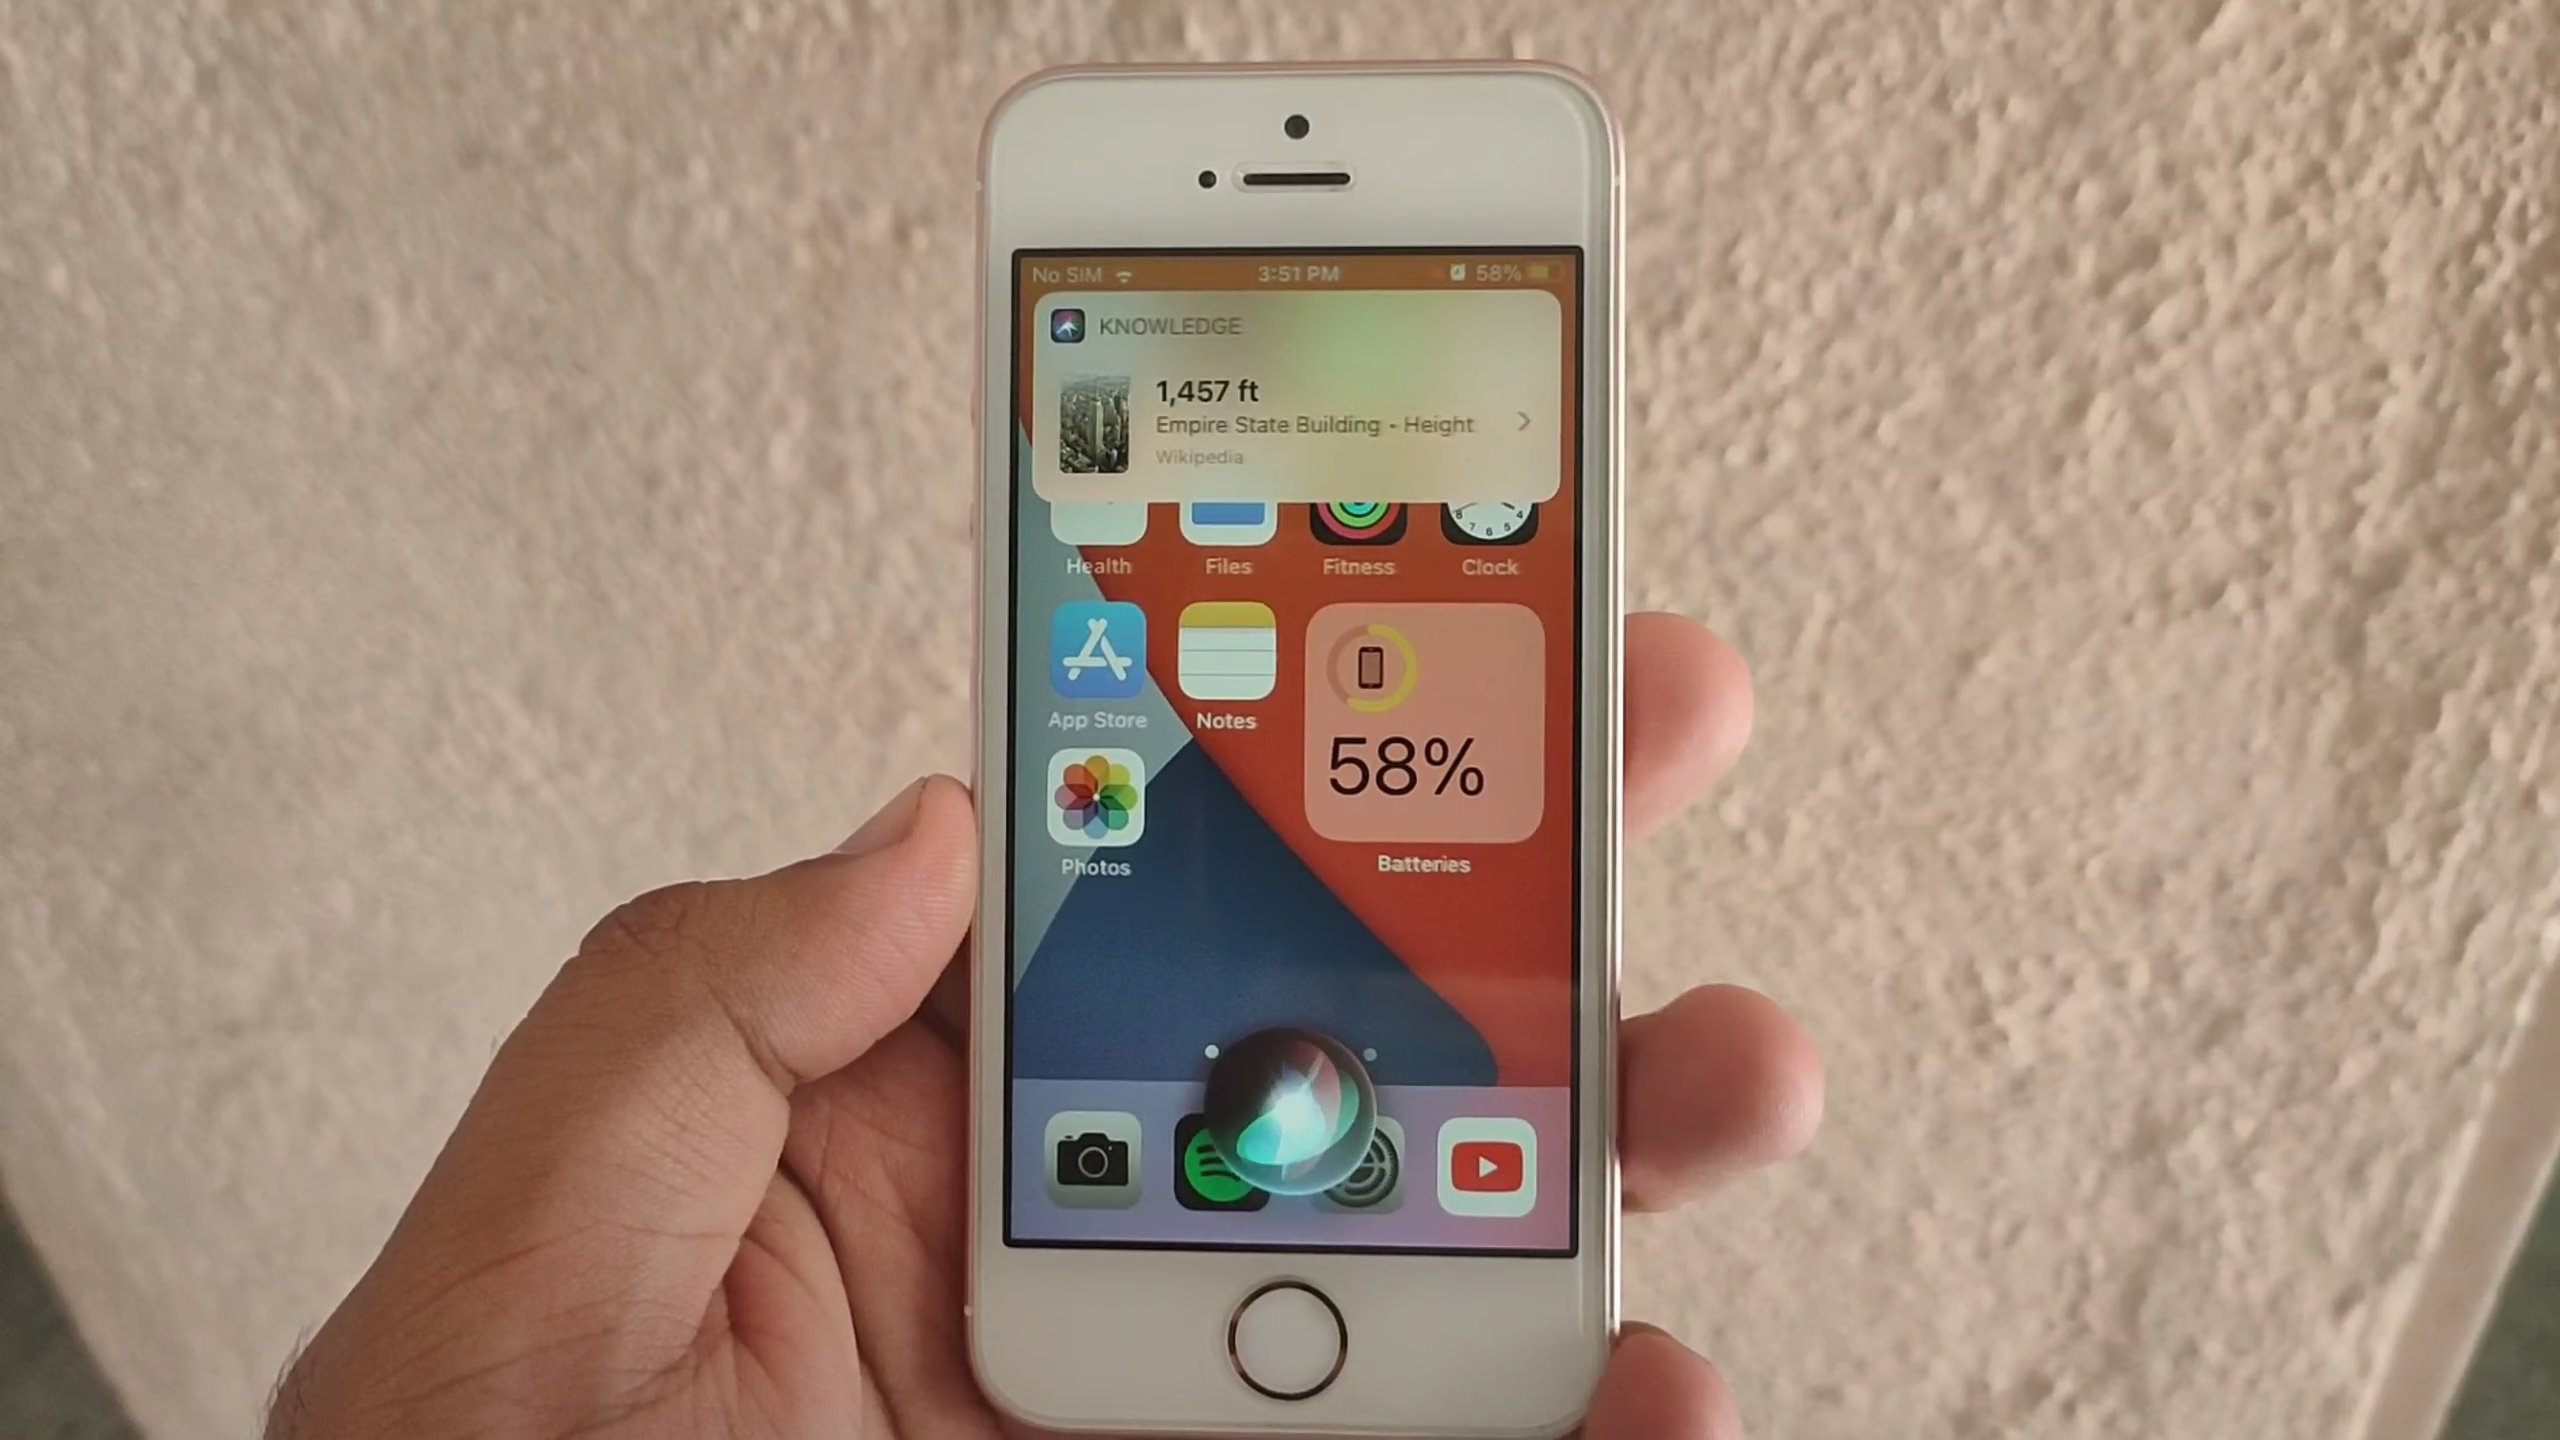 No SIM 3:51 PM 58%
KNOWLEDGE
1,457 ft
Empire State Building - Height
Wikipedia
Health Files Fitness Clock
App Store Notes
58%
Photos Batteries